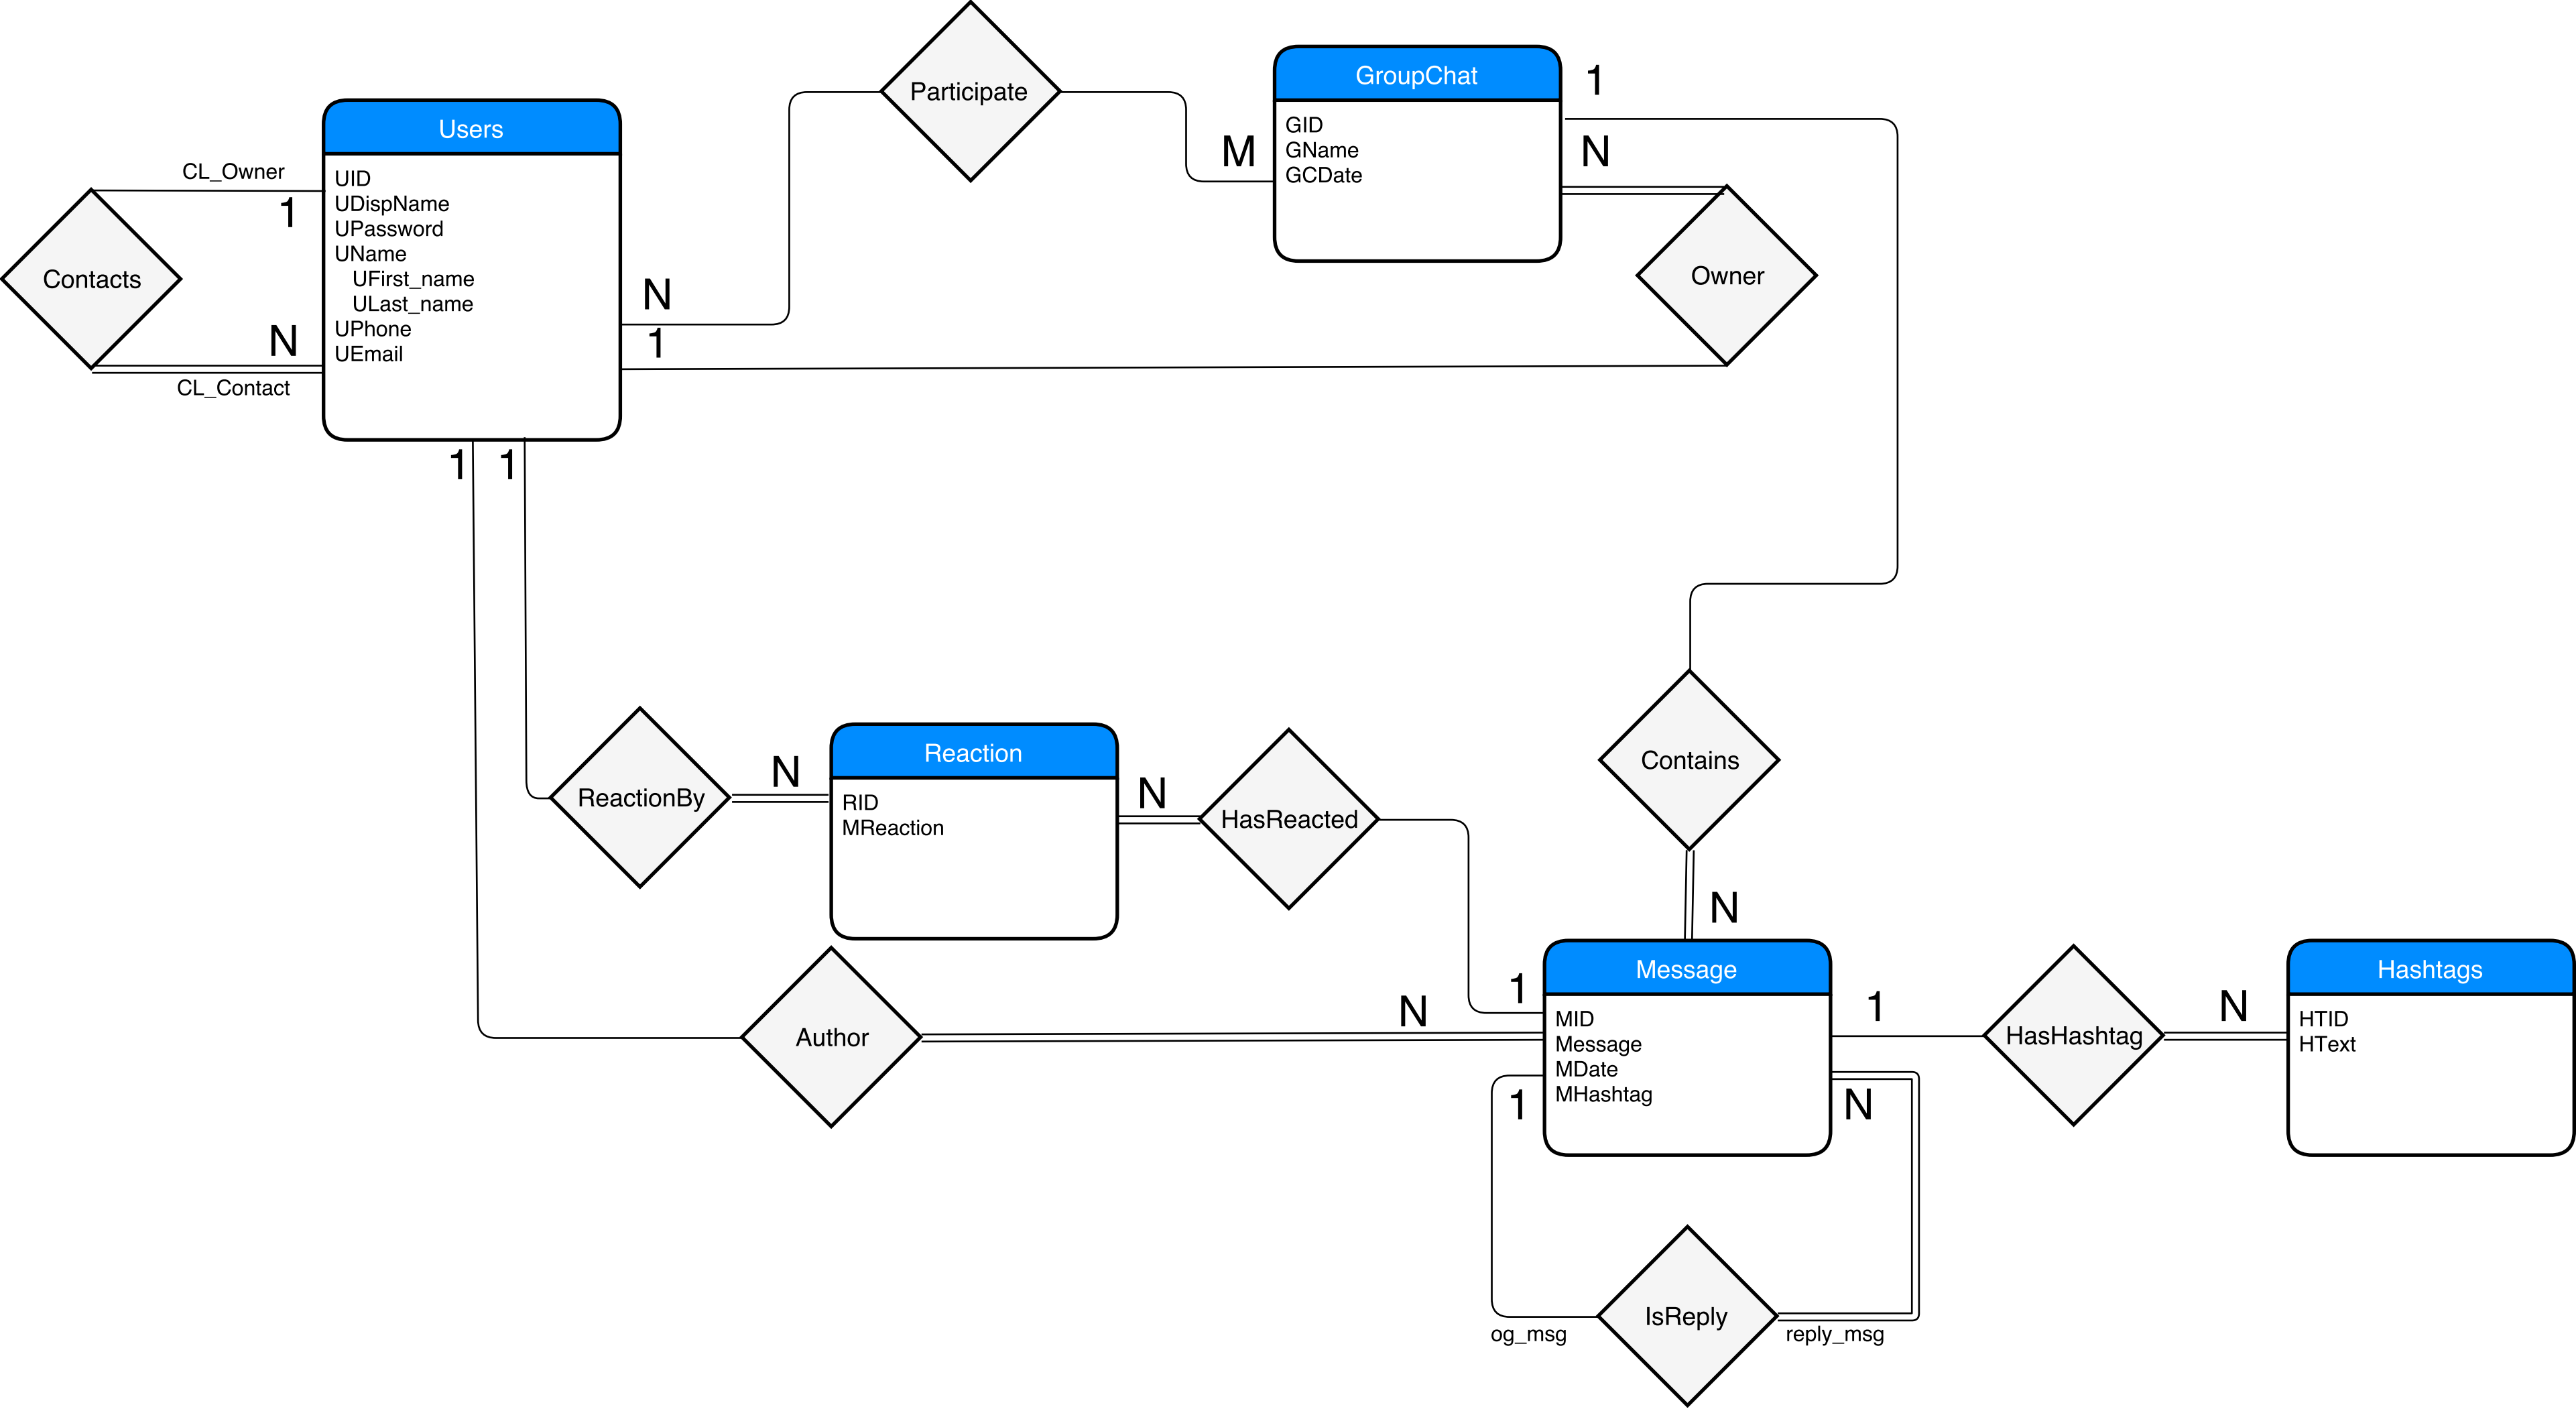 Participate
GroupChat
1
GID
GName
GCDate
M
N
Users
CL_Owner
1
UID
UDispName
UPassword
UName
UFirst_name
ULast_name
UPhone
UEmail
Contacts
N
CL_Contact
N
1
Owner
1
1
ReactionBy
N
Reaction
RID
MReaction
N
HasReacted
Contains
N
Author
N
1
Message
MID
Message
MDate
MHashtag
1
N
1
HasHashtag
N
Hashtags
HTID
HText
IsReply
og_msg
reply_msg